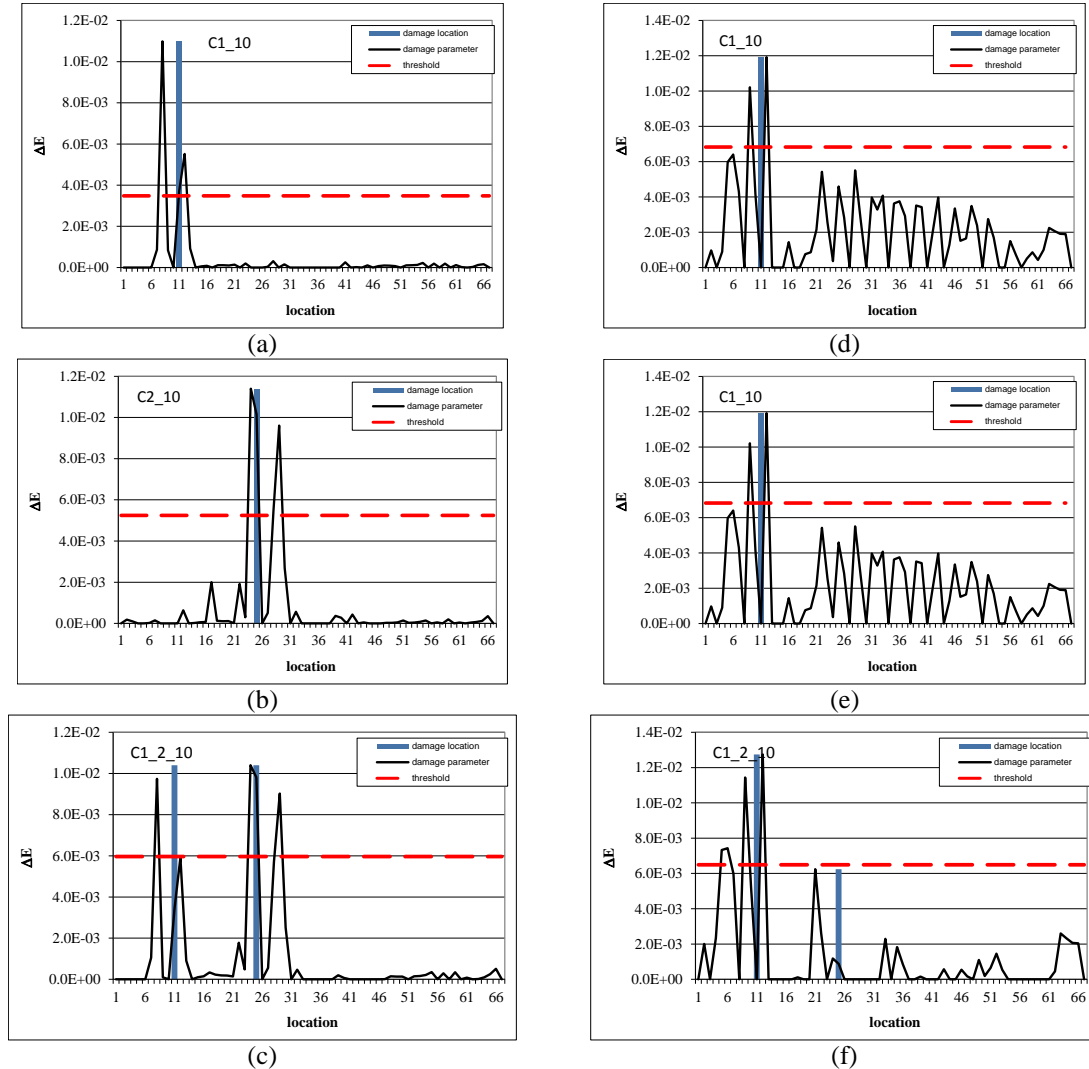 C1_10
damage location
damage parameter
threshold
1.2E-02
1.0E-02
8.0E-03
6.0E-03
4.0E-03
2.0E-03
0.0E+00
ΔE
1 6 11 16 21 26 31 36 41 46 51 56 61 66
location
(a)
C1_10
damage location
damage parameter
threshold
1.4E-02
1.2E-02
1.0E-02
8.0E-03
6.0E-03
4.0E-03
2.0E-03
0.0E+00
ΔE
1 6 11 16 21 26 31 36 41 46 51 56 61 66
location
(d)
C2_10
damage location
damage parameter
threshold
1.2E-02
1.0E-02
8.0E-03
6.0E-03
4.0E-03
2.0E-03
0.0E+00
ΔE
1 6 11 16 21 26 31 36 41 46 51 56 61 66
location
(b)
C1_10
damage location
damage parameter
threshold
1.4E-02
1.2E-02
1.0E-02
8.0E-03
6.0E-03
4.0E-03
2.0E-03
0.0E+00
ΔE
1 6 11 16 21 26 31 36 41 46 51 56 61 66
location
(e)
C1_2_10
damage location
damage parameter
threshold
1.2E-02
1.0E-02
8.0E-03
6.0E-03
4.0E-03
2.0E-03
0.0E+00
ΔE
1 6 11 16 21 26 31 36 41 46 51 56 61 66
location
(c)
C1_2_10
damage location
damage parameter
threshold
1.4E-02
1.2E-02
1.0E-02
8.0E-03
6.0E-03
4.0E-03
2.0E-03
0.0E+00
ΔE
1 6 11 16 21 26 31 36 41 46 51 56 61 66
location
(f)